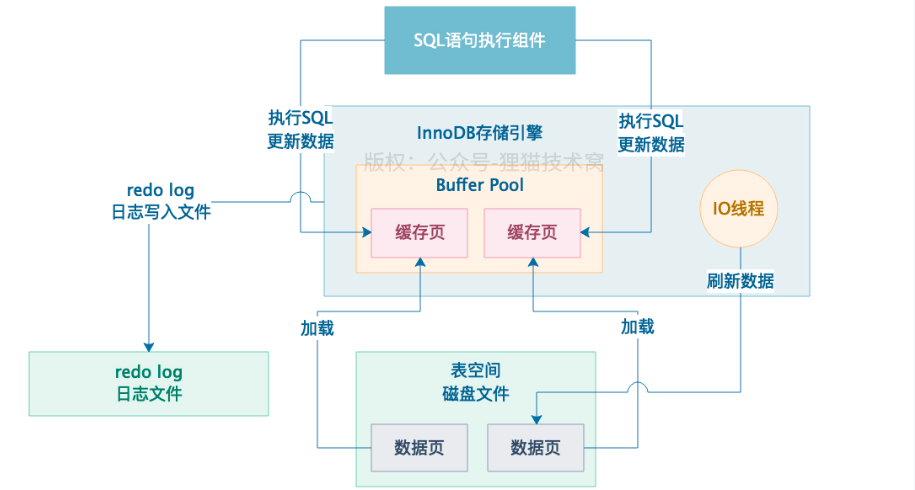 SQL语句执行组件
执行SQL
更新数据
InnoDB存储引擎
执行SQL
更新数据
版权：公众号-狸猫技术窝
Buffer Pool
redo log
日志写入文件
IO线程
缓存页
缓存页
刷新数据
加载
加载
redo log
日志文件
表空间
磁盘文件
数据页
数据页